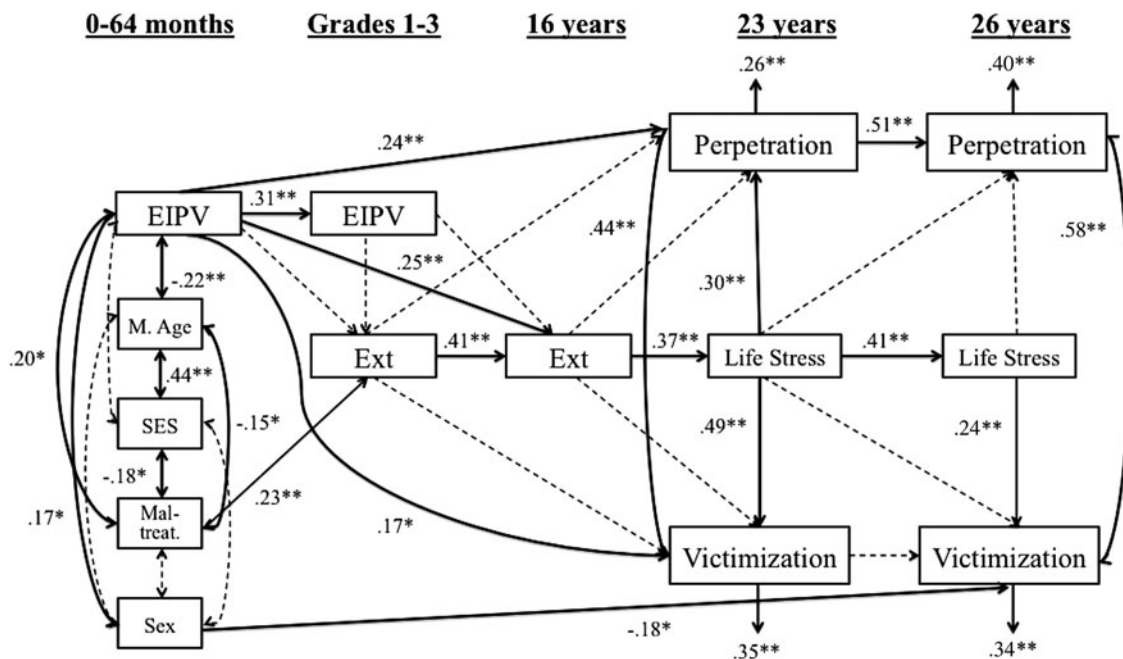 0-64 months Grades 1-3 16 years 23 years 26 years
.26** .40**
.24** Perpetration .51** Perpetration
EIPV .31** EIPV .44** .58**
-.22** .25** .30**
M. Age
.20* .44** Ext .41** Ext .37** Life Stress .41** Life Stress
SES -.15* .49** .24**
-.18* .23**
Mal-
treat.
.17* .17* Victimization Victimization
Sex -.18*
.35** .34**